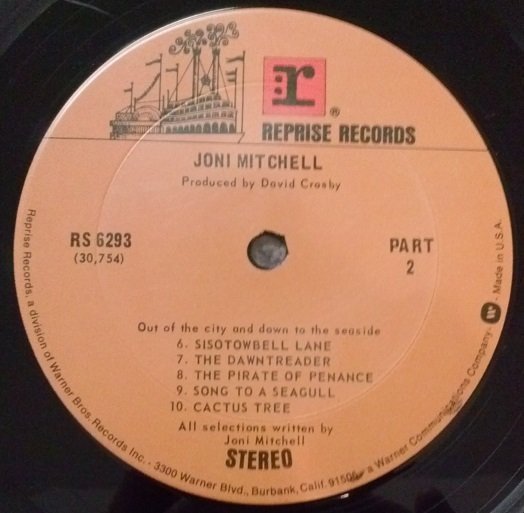 r®
REPRISE RECORDS
JONI MITCHELL
Produced by David Crosby
RS 6293
(30,754)
PART
2
Out of the city and down to the seaside
6. SISOTOWBELL LANE
7. THE DAWNTREADER
8. THE PIRATE OF PENANCE
9. SONG TO A SEAGULL
10. CACTUS TREE
All selections written by
Joni Mitchell
STEREO
Reprise Records, a division of Warner Bros. Records Inc. · 3300 Warner Blvd., Burbank, Calif. 91505 · a Warner Communications Company · W · Made in U.S.A.